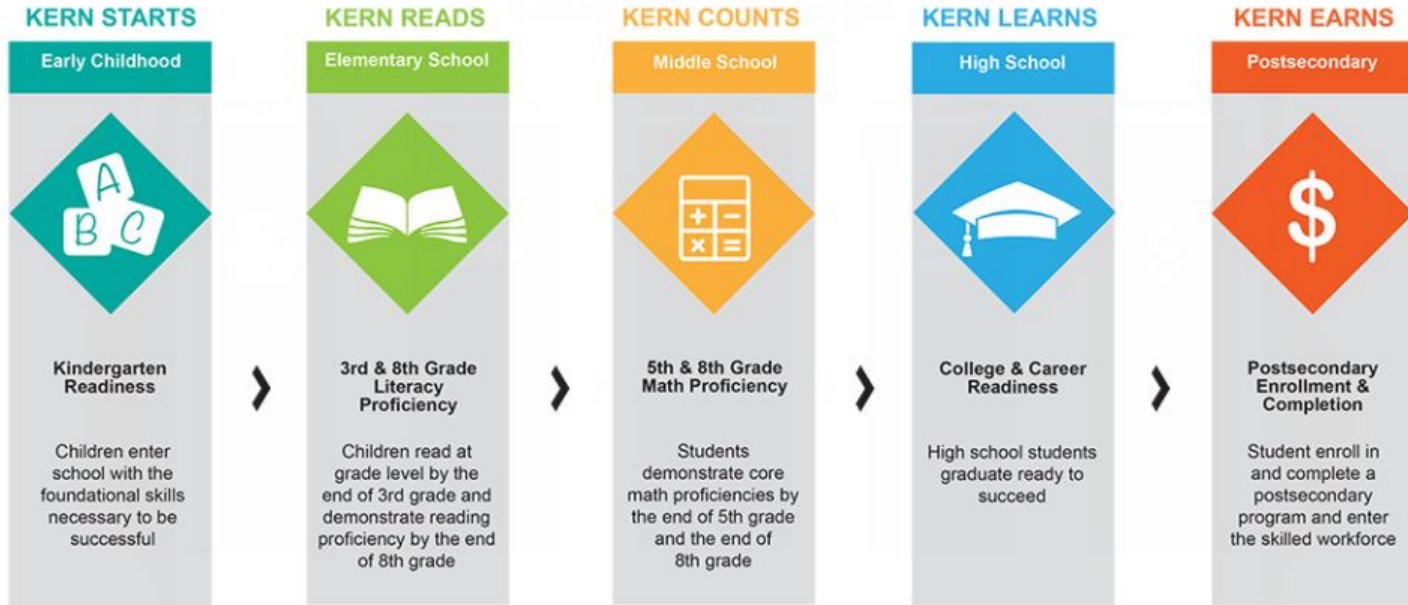 KERN STARTS
Early Childhood
A
B C
Kindergarten
Readiness
Children enter
school with the
foundational skills
necessary to be
successful
KERN READS
Elementary School
3rd & 8th Grade
Literacy
Proficiency
Children read at
grade level by the
end of 3rd grade and
demonstrate reading
proficiency by the end
of 8th grade
KERN COUNTS
Middle School
+ −
× =
5th & 8th Grade
Math Proficiency
Students
demonstrate core
math proficiencies by
the end of 5th grade
and the end of
8th grade
KERN LEARNS
High School
College & Career
Readiness
High school students
graduate ready to
succeed
KERN EARNS
Postsecondary
$
Postsecondary
Enrollment &
Completion
Student enroll in
and complete a
postsecondary
program and enter
the skilled workforce